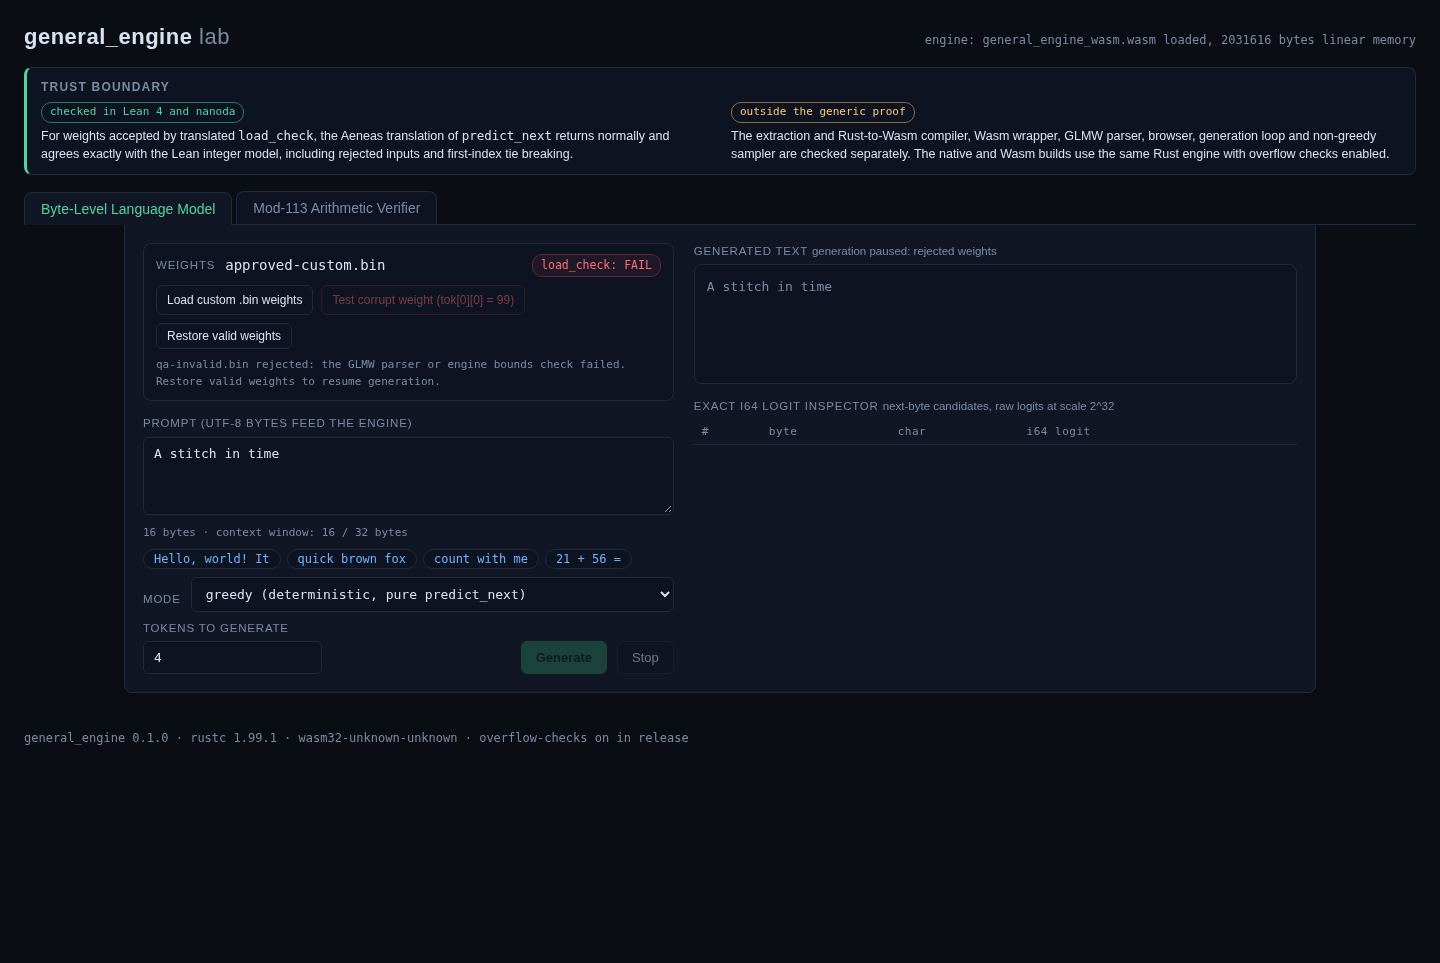 general_engine lab
engine: general_engine_wasm.wasm loaded, 2031616 bytes linear memory
TRUST BOUNDARY
checked in Lean 4 and nanoda
For weights accepted by translated load_check, the Aeneas translation of predict_next returns normally and
agrees exactly with the Lean integer model, including rejected inputs and first-index tie breaking.
outside the generic proof
The extraction and Rust-to-Wasm compiler, Wasm wrapper, GLMW parser, browser, generation loop and non-greedy
sampler are checked separately. The native and Wasm builds use the same Rust engine with overflow checks enabled.
Byte-Level Language Model
Mod-113 Arithmetic Verifier
WEIGHTS approved-custom.bin
load_check: FAIL
Load custom .bin weights
Test corrupt weight (tok[0][0] = 99)
Restore valid weights
qa-invalid.bin rejected: the GLMW parser or engine bounds check failed.
Restore valid weights to resume generation.
PROMPT (UTF-8 BYTES FEED THE ENGINE)
A stitch in time
16 bytes · context window: 16 / 32 bytes
Hello, world! It
quick brown fox
count with me
21 + 56 =
MODE
greedy (deterministic, pure predict_next)
TOKENS TO GENERATE
4
Generate
Stop
GENERATED TEXT generation paused: rejected weights
A stitch in time
EXACT I64 LOGIT INSPECTOR next-byte candidates, raw logits at scale 2^32
# byte char i64 logit
general_engine 0.1.0 · rustc 1.99.1 · wasm32-unknown-unknown · overflow-checks on in release